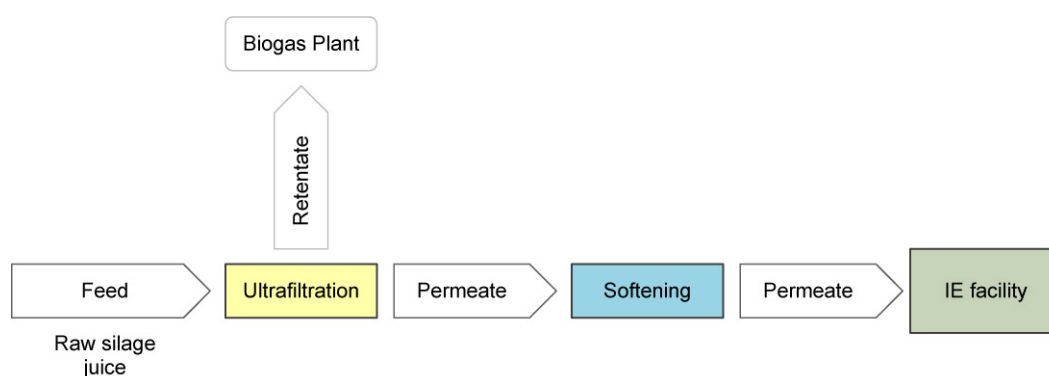 Biogas Plant
Retentate
Feed
Ultrafiltration
Permeate
Softening
Permeate
IE facility
Raw silage
juice